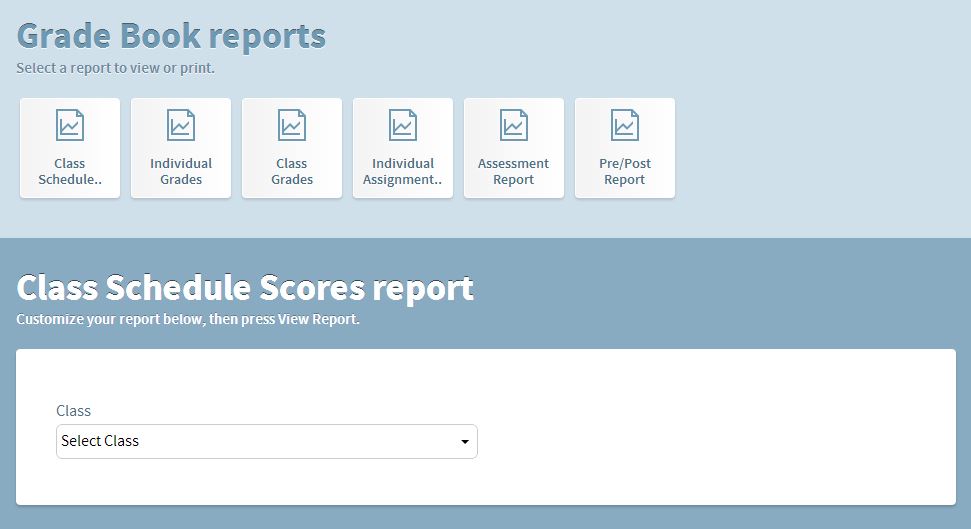 Grade Book reports
Select a report to view or print.
Class
Schedule..
Individual
Grades
Class
Grades
Individual
Assignment..
Assessment
Report
Pre/Post
Report
Class Schedule Scores report
Customize your report below, then press View Report.
Class
Select Class